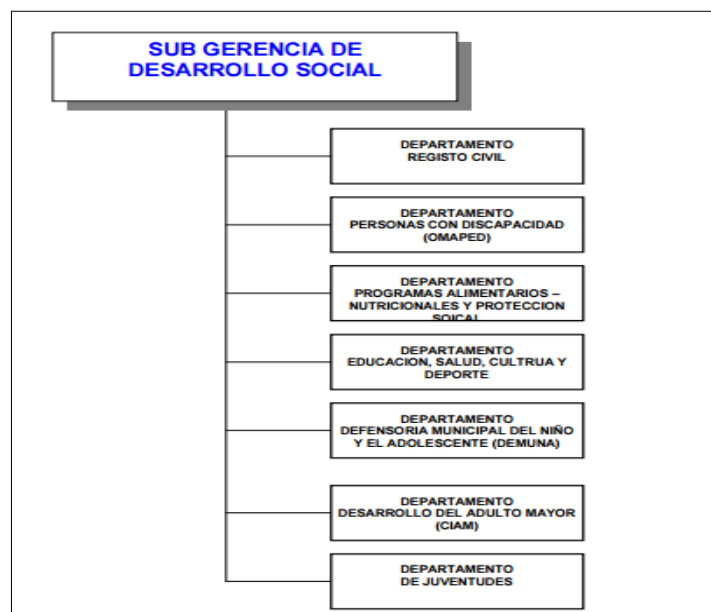 SUB GERENCIA DE
DESARROLLO SOCIAL
DEPARTAMENTO
REGISTO CIVIL
DEPARTAMENTO
PERSONAS CON DISCAPACIDAD
(OMAPED)
DEPARTAMENTO
PROGRAMAS ALIMENTARIOS –
NUTRICIONALES Y PROTECCION
SOICAL
DEPARTAMENTO
EDUCACION, SALUD, CULTRUA Y
DEPORTE
DEPARTAMENTO
DEFENSORIA MUNICIPAL DEL NIÑO
Y EL ADOLESCENTE (DEMUNA)
DEPARTAMENTO
DESARROLLO DEL ADULTO MAYOR
(CIAM)
DEPARTAMENTO
DE JUVENTUDES